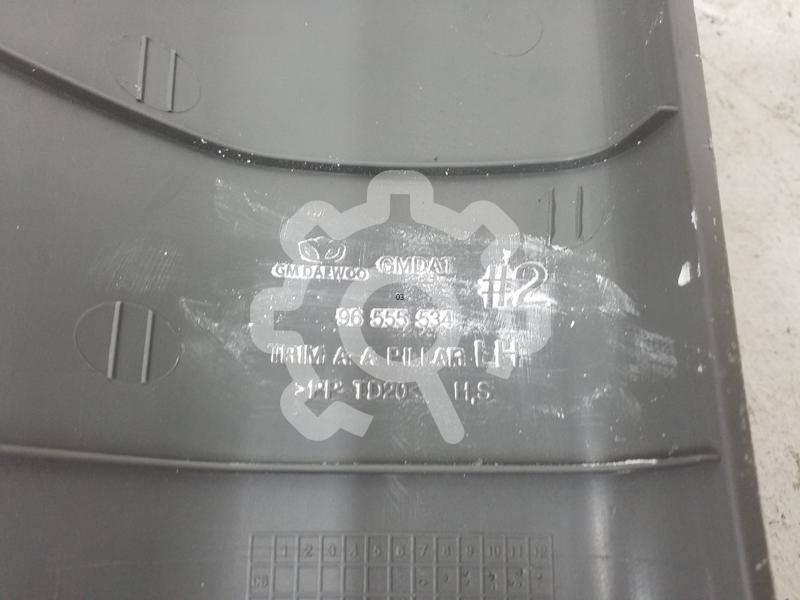 GM DAEWOO GMDA1 #2
03
96 555 534
TRIM A. A PILLAR LH
>PP-TD20< H,S
1 2 3 4 5 6 7 8 9 10 11 12